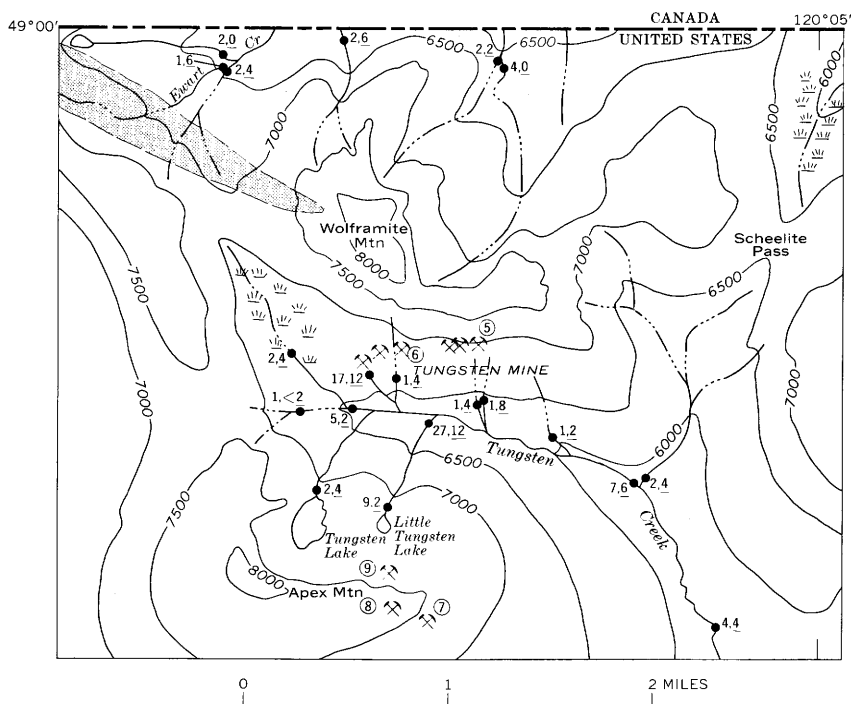 CANADA
49°00'
120°05'
UNITED STATES
2,0
Cr
2,6
6500
2,2
6500
6000
1,6
2,4
4,0
Ewart
7000
6500
Wolframite
Mtn
8000
7500
7000
Scheelite
Pass
7500
6500
5
6
2,4
TUNGSTEN MINE
17,12
1,4
7000
1,<2
5,2
1,4
1,8
7000
27,12
1,2
Tungsten
6000
6500
7500
2,4
7000
7,6
2,4
9,2
Little
Tungsten
Lake
Tungsten
Lake
Creek
9
8000
Apex Mtn
8
7
4,4
0
1
2 MILES